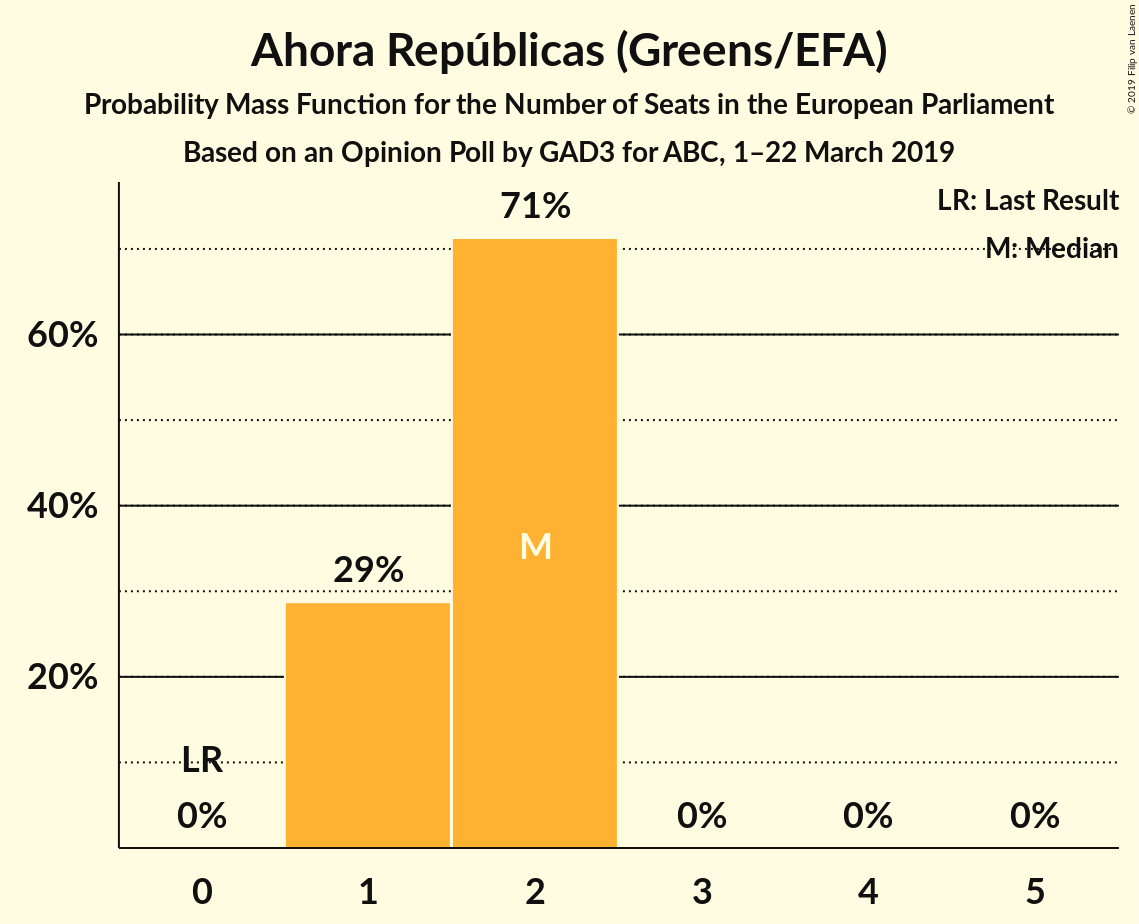 Ahora Repúblicas (Greens/EFA)
Probability Mass Function for the Number of Seats in the European Parliament
Based on an Opinion Poll by GAD3 for ABC, 1–22 March 2019
© 2019 Filip van Laenen
LR: Last Result
M: Median
71%
60%
40%
M
29%
20%
LR
0%
0%
0%
0%
0
1
2
3
4
5